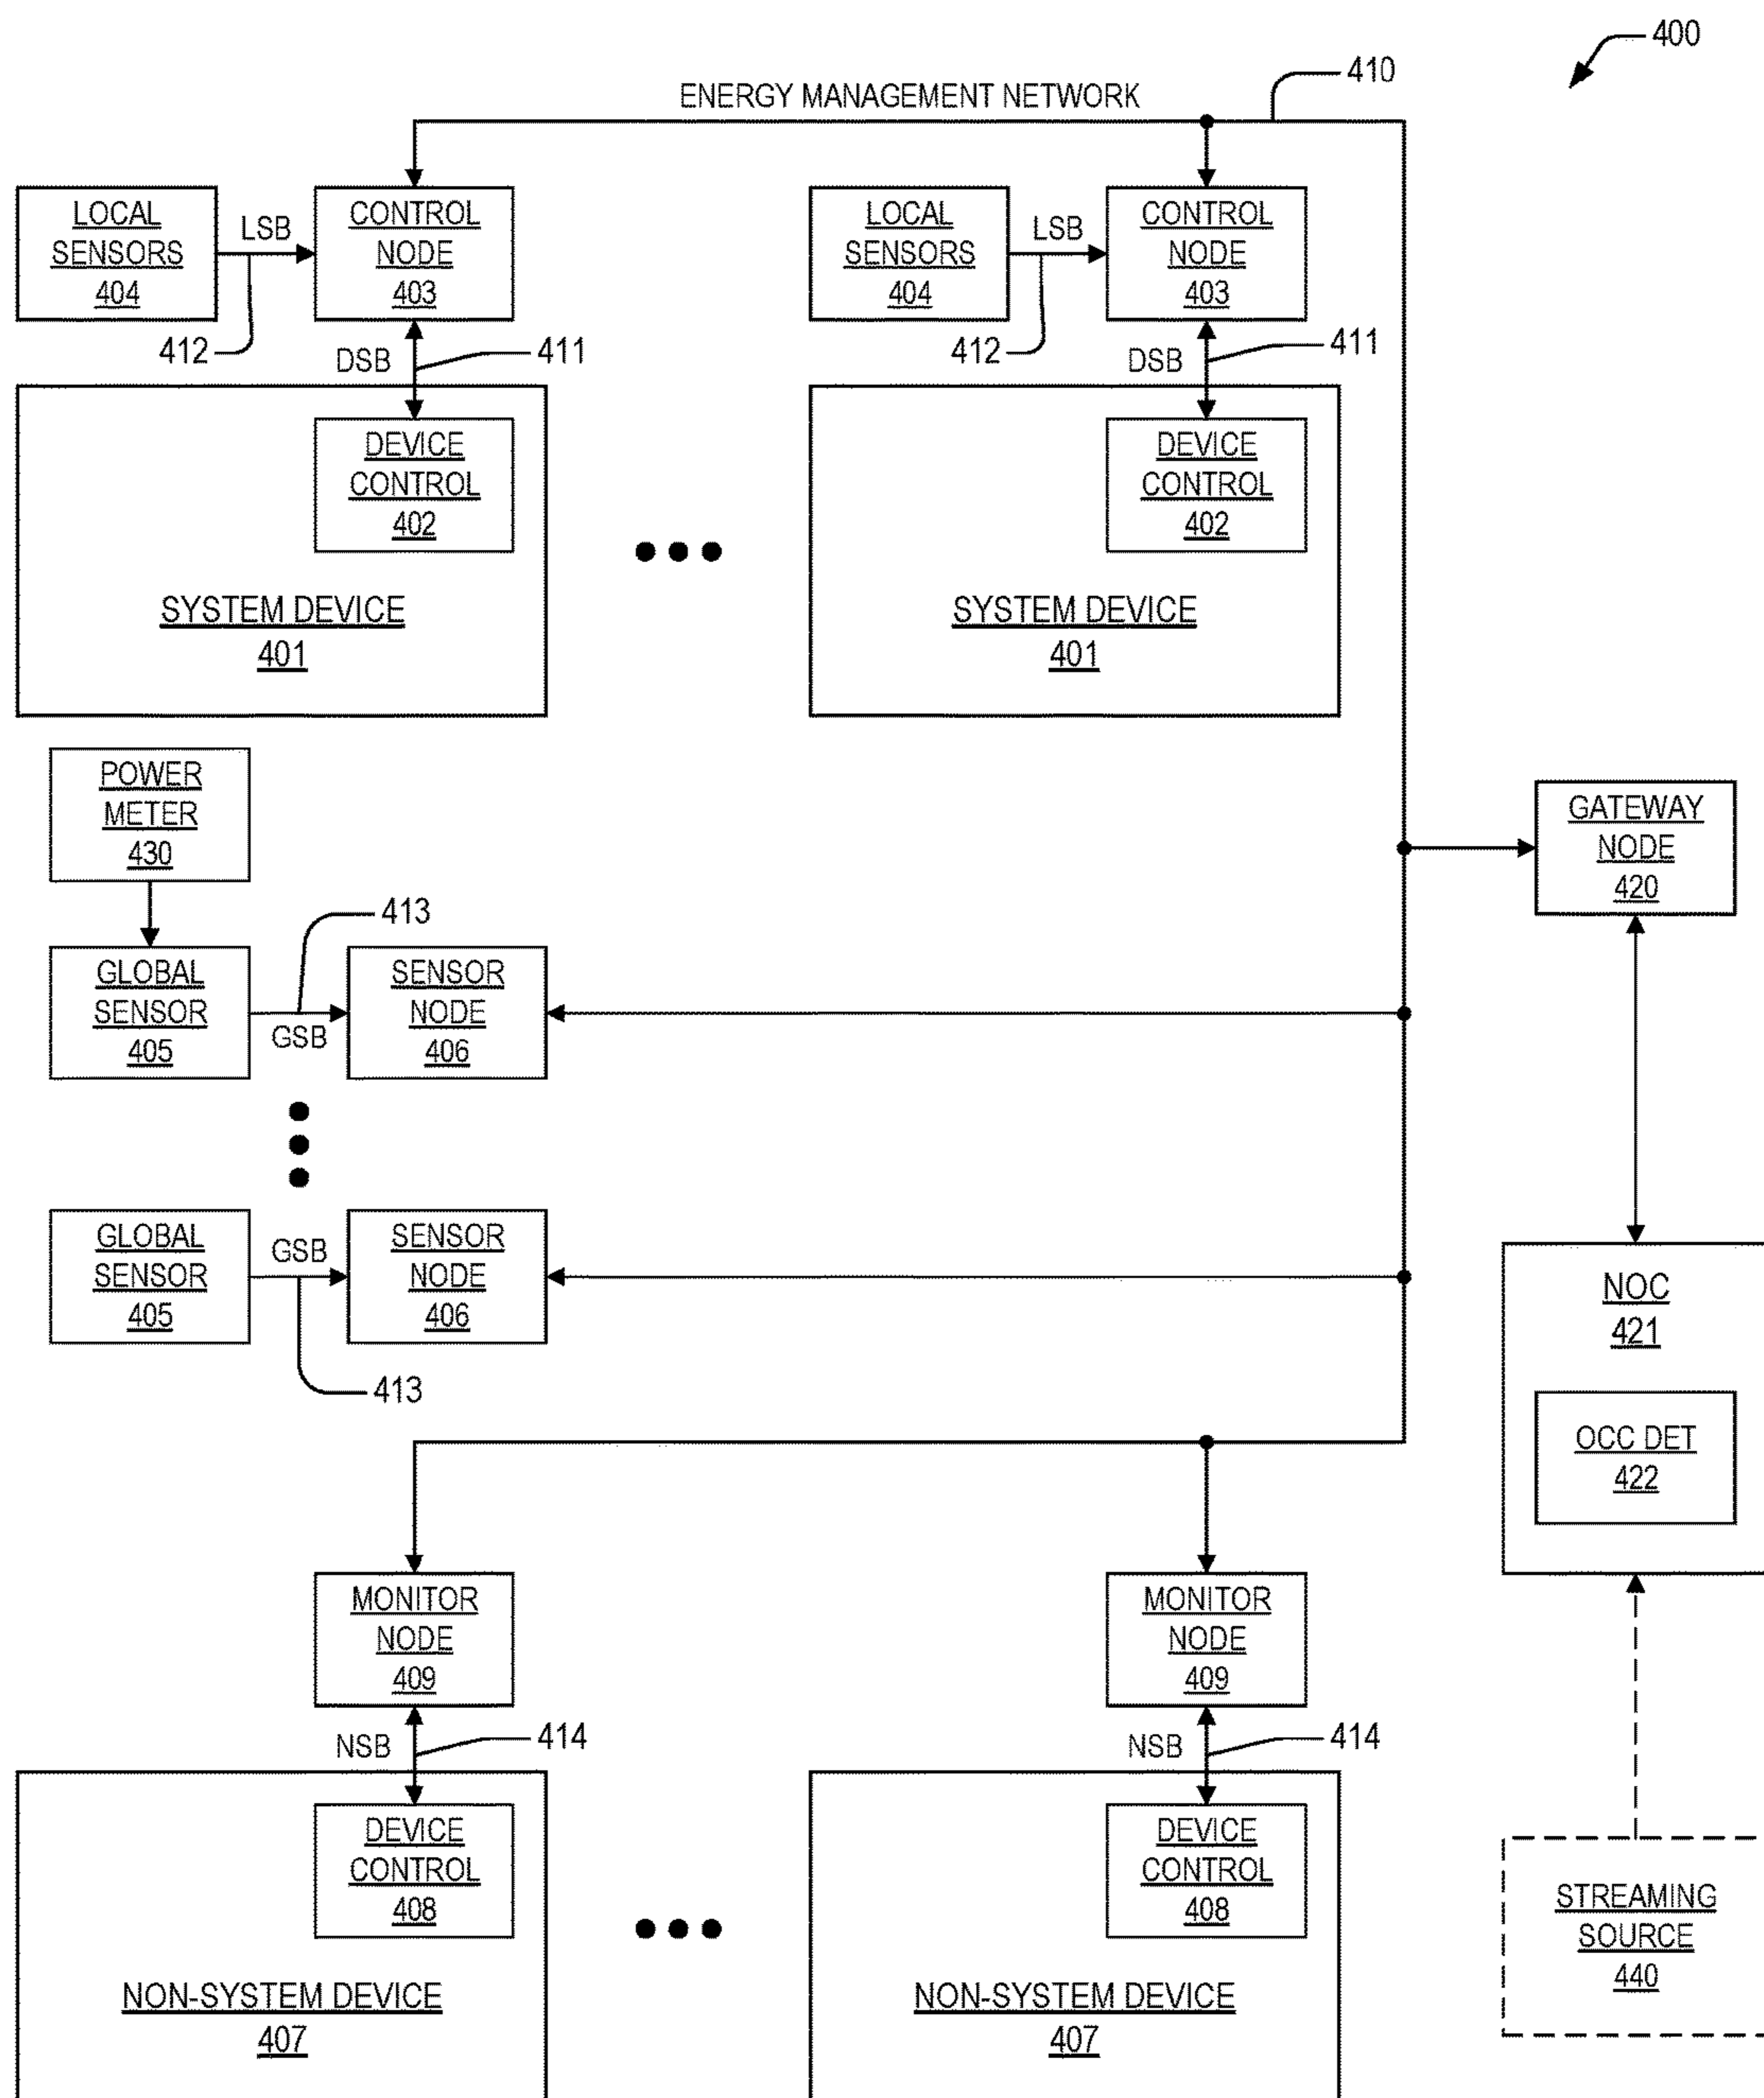 400
410
ENERGY MANAGEMENT NETWORK
LOCAL
SENSORS
404
LSB
CONTROL
NODE
403
LOCAL
SENSORS
404
LSB
CONTROL
NODE
403
412
DSB
411
412
DSB
411
DEVICE
CONTROL
402
DEVICE
CONTROL
402
SYSTEM DEVICE
401
SYSTEM DEVICE
401
POWER
METER
430
GATEWAY
NODE
420
413
GLOBAL
SENSOR
405
GSB
SENSOR
NODE
406
GLOBAL
SENSOR
405
GSB
SENSOR
NODE
406
413
NOC
421
OCC DET
422
MONITOR
NODE
409
MONITOR
NODE
409
NSB
414
NSB
414
DEVICE
CONTROL
408
DEVICE
CONTROL
408
STREAMING
SOURCE
440
NON-SYSTEM DEVICE
407
NON-SYSTEM DEVICE
407